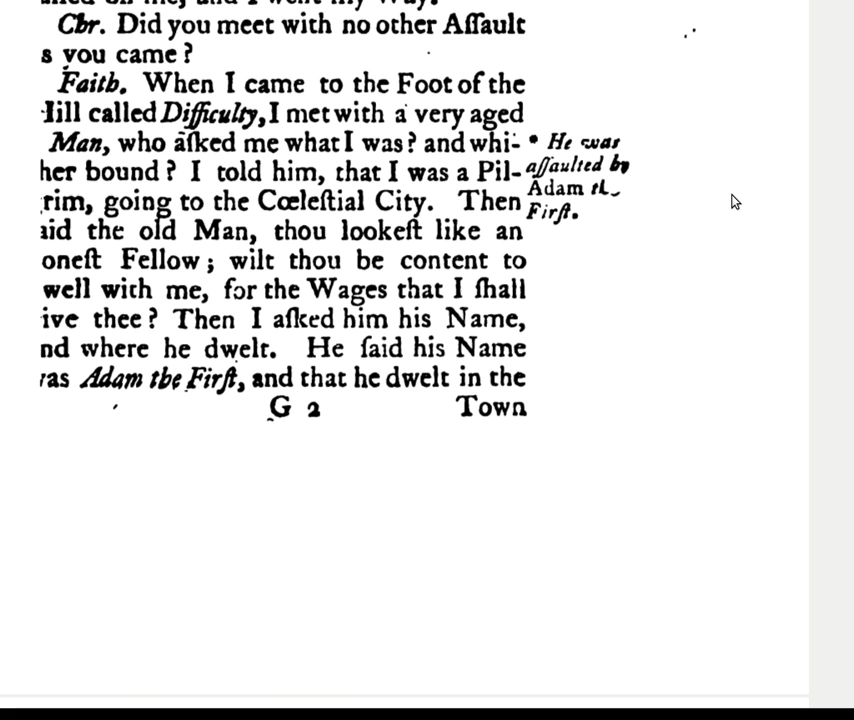 Chr. Did you meet with no other Aſſault
s you came?
Faith. When I came to the Foot of the
Hill called Difficulty, I met with a very aged
Man, who aſked me what I was? and whi-
her bound? I told him, that I was a Pil-
rim, going to the Cœleſtial City. Then
aid the old Man, thou lookeſt like an
oneſt Fellow; wilt thou be content to
well with me, for the Wages that I ſhall
ive thee? Then I aſked him his Name,
nd where he dwelt. He ſaid his Name
as Adam the Firſt, and that he dwelt in the
G 2 Town
* He was
aſſaulted by
Adam the
Firſt.